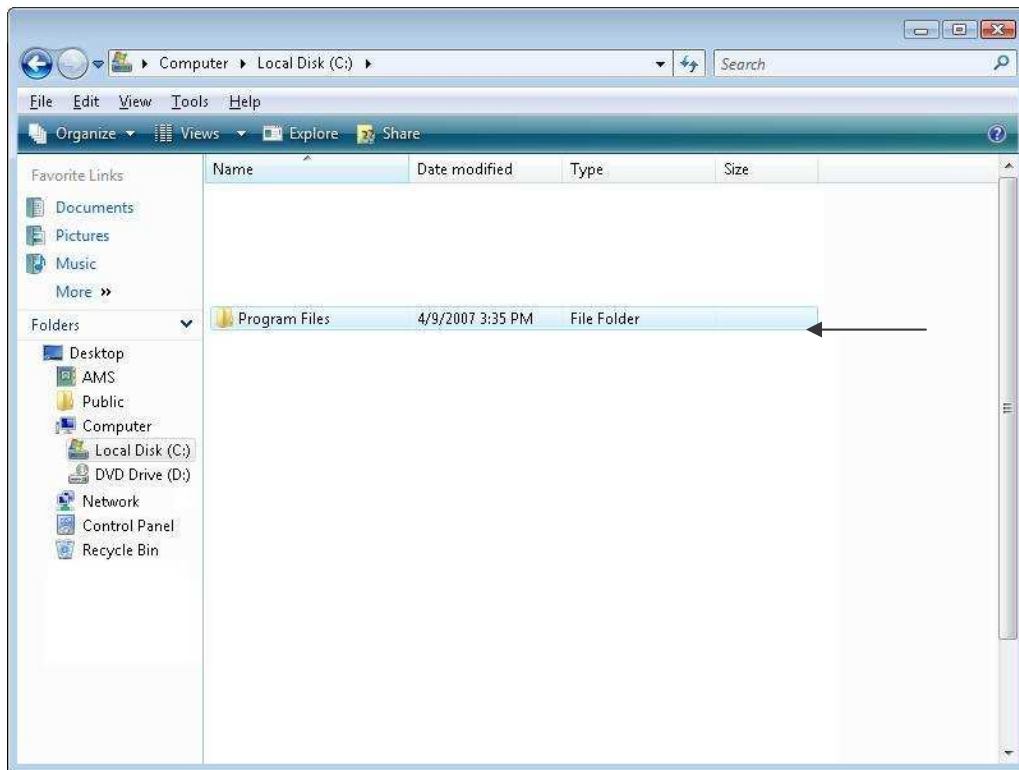 Computer Local Disk (C:) Search
File Edit View Tools Help
Organize Views Explore Share
Favorite Links
Documents
Pictures
Music
More »
Folders
Desktop
AMS
Public
Computer
Local Disk (C:)
DVD Drive (D:)
Network
Control Panel
Recycle Bin
Name Date modified Type Size
Program Files 4/9/2007 3:35 PM File Folder